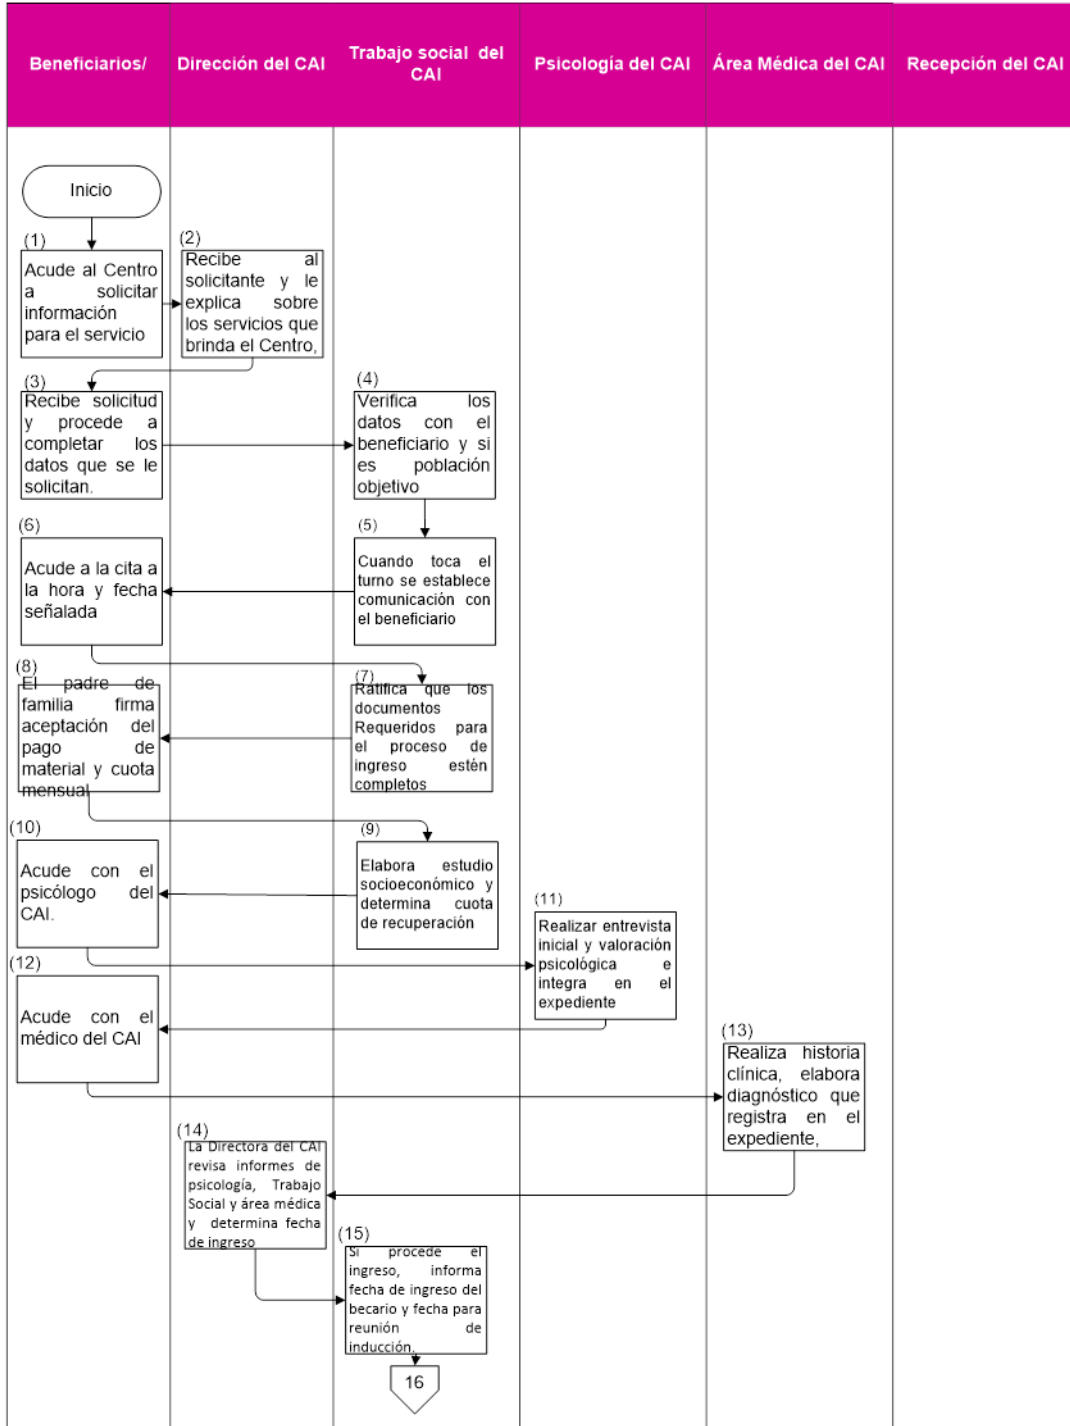 Beneficiarios/
Dirección del CAI
Trabajo social del
CAI
Psicología del CAI
Área Médica del CAI
Recepción del CAI
Inicio
(1)
Acude al Centro
a solicitar
información
para el servicio
(2)
Recibe al
solicitante y le
explica sobre
los servicios que
brinda el Centro,
(3)
Recibe solicitud
y procede a
completar los
datos que se le
solicitan.
(4)
Verifica los
datos con el
beneficiario y si
es población
objetivo
(5)
Cuando toca el
turno se establece
comunicación con
el beneficiario
(6)
Acude a la cita a
la hora y fecha
señalada
(7)
Ratifica que los
documentos
Requeridos para
el proceso de
ingreso estén
completos
(8)
El padre de
familia firma
aceptación del
pago de
material y cuota
mensual
(9)
Elabora estudio
socioeconómico y
determina cuota
de recuperación
(10)
Acude con el
psicólogo del
CAI.
(11)
Realizar entrevista
inicial y valoración
psicológica e
integra en el
expediente
(12)
Acude con el
médico del CAI
(13)
Realiza historia
clínica, elabora
diagnóstico que
registra en el
expediente,
(14)
La Directora del CAI
revisa informes de
psicología, Trabajo
Social y área médica
y determina fecha
de ingreso
(15)
Si procede el
ingreso, informa
fecha de ingreso del
becario y fecha para
reunión de
inducción.
16